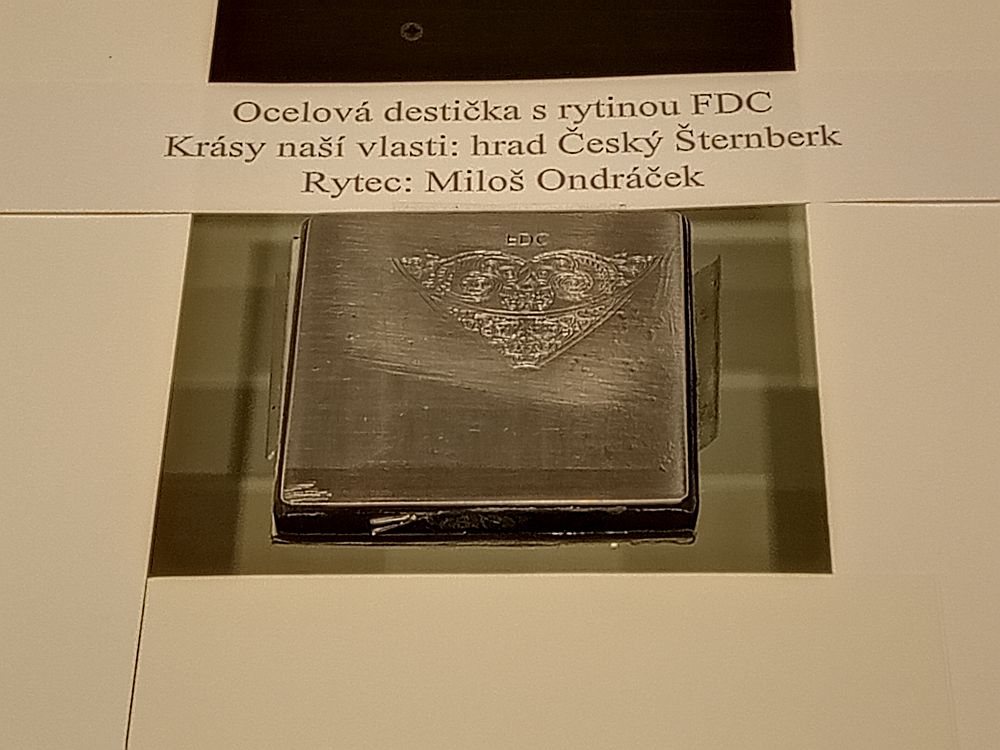 Ocelová destička s rytinou FDC
Krásy naší vlasti: hrad Český Šternberk
Rytec: Miloš Ondráček
FDC